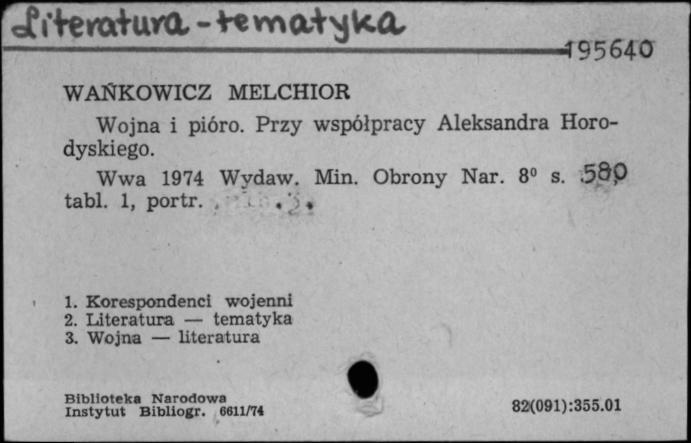 Literatura - tematyka
195640
WAŃKOWICZ MELCHIOR
Wojna i pióro. Przy współpracy Aleksandra Horo-
dyskiego.
Wwa 1974 Wydaw. Min. Obrony Nar. 8⁰ s. 580
tabl. 1, portr.
1. Korespondenci wojenni
2. Literatura — tematyka
3. Wojna — literatura
Biblioteka Narodowa
Instytut Bibliogr. 6611/74
82(091):355.01